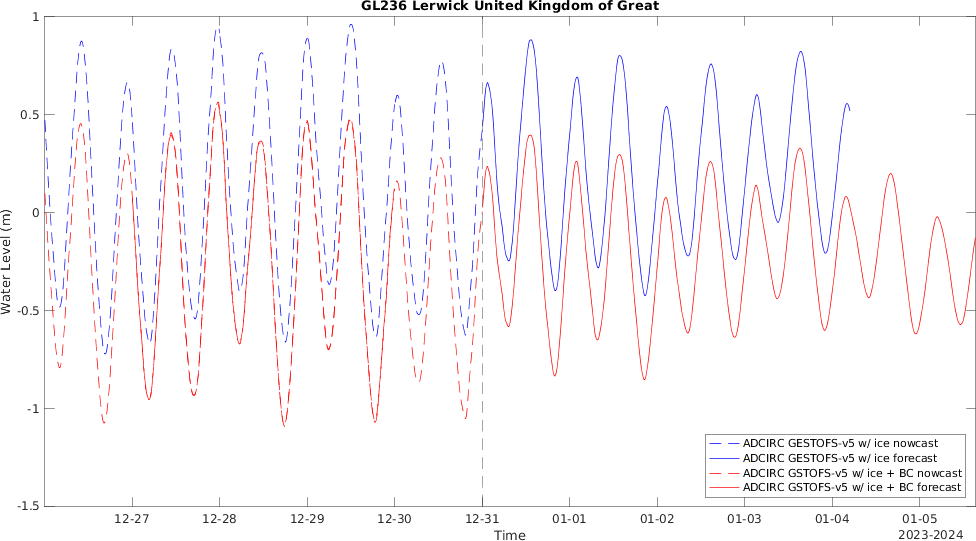 GL236 Lerwick United Kingdom of Great
1
0.5
0
-0.5
-1
-1.5
Water Level (m)
12-27 12-28 12-29 12-30 12-31 01-01 01-02 01-03 01-04 01-05
Time
2023-2024
ADCIRC GESTOFS-v5 w/ ice nowcast
ADCIRC GESTOFS-v5 w/ ice forecast
ADCIRC GSTOFS-v5 w/ ice + BC nowcast
ADCIRC GSTOFS-v5 w/ ice + BC forecast